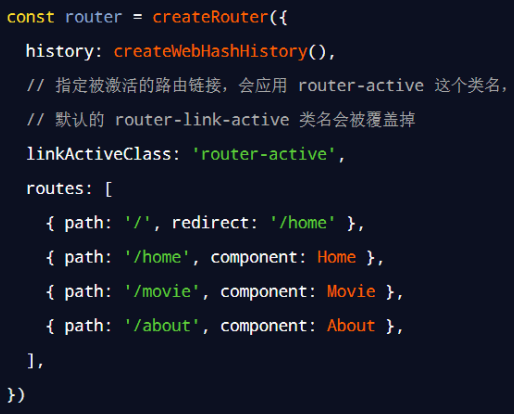 const router = createRouter({
history: createWebHashHistory(),
// 指定被激活的路由链接，会应用 router-active 这个类名，
// 默认的 router-link-active 类名会被覆盖掉
linkActiveClass: 'router-active',
routes: [
{ path: '/', redirect: '/home' },
{ path: '/home', component: Home },
{ path: '/movie', component: Movie },
{ path: '/about', component: About },
],
})